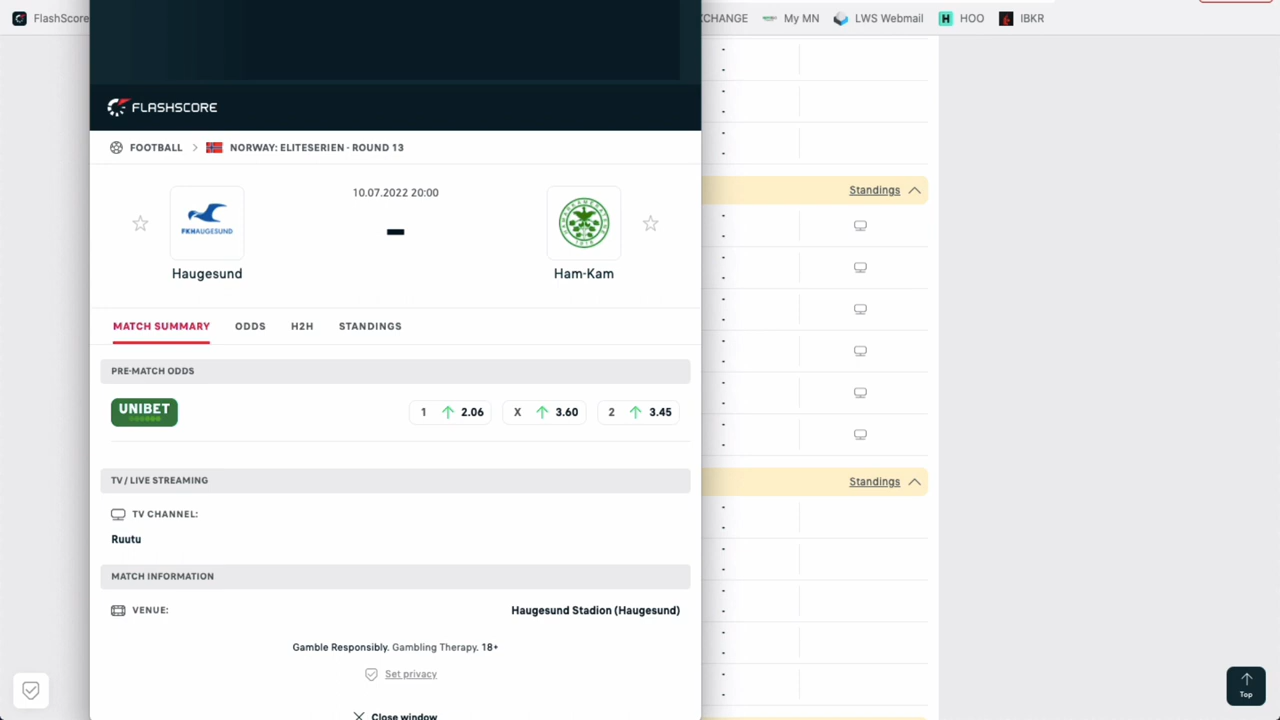 FlashScore
XCHANGE
My MN
LWS Webmail
H HOO
IBKR
FLASHSCORE
FOOTBALL > NORWAY: ELITESERIEN - ROUND 13
10.07.2022 20:00
FKHAUGESUND
Haugesund
-
Ham-Kam
Standings
MATCH SUMMARY ODDS H2H STANDINGS
PRE-MATCH ODDS
UNIBET
1 2.06 X 3.60 2 3.45
TV / LIVE STREAMING
Standings
TV CHANNEL:
Ruutu
MATCH INFORMATION
VENUE: Haugesund Stadion (Haugesund)
Gamble Responsibly. Gambling Therapy. 18+
Set privacy
Close window
Top